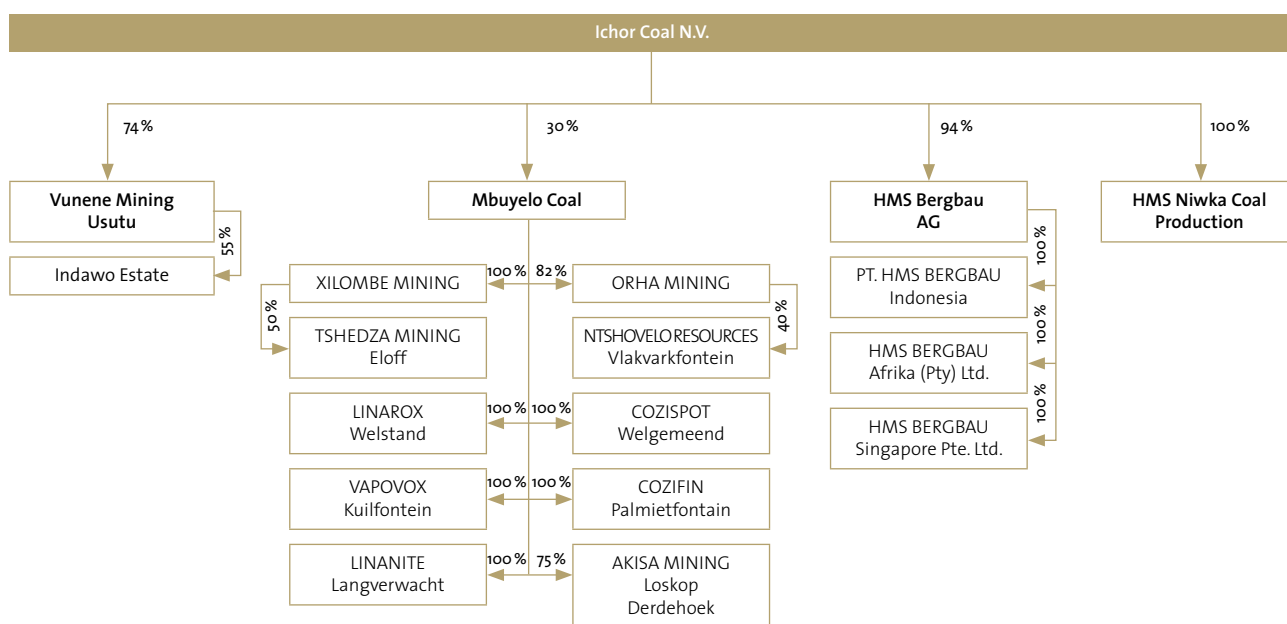 Ichor Coal N.V.
74 %
30 %
94 %
100 %
Vunene Mining
Usutu
55 %
Indawo Estate
Mbuyelo Coal
XILOMBE MINING
100 %
82 %
ORHA MINING
50 %
40 %
TSHEDZA MINING
Eloff
NTSHOVELO RESOURCES
Vlakvarkfontein
LINAROX
Welstand
100 %
100 %
COZISPOT
Welgemeend
VAPOVOX
Kuilfontein
100 %
100 %
COZIFIN
Palmietfontain
LINANITE
Langverwacht
100 %
75 %
AKISA MINING
Loskop
Derdehoek
HMS Bergbau
AG
100 %
PT. HMS BERGBAU
Indonesia
100 %
HMS BERGBAU
Afrika (Pty) Ltd.
100 %
HMS BERGBAU
Singapore Pte. Ltd.
HMS Niwka Coal
Production